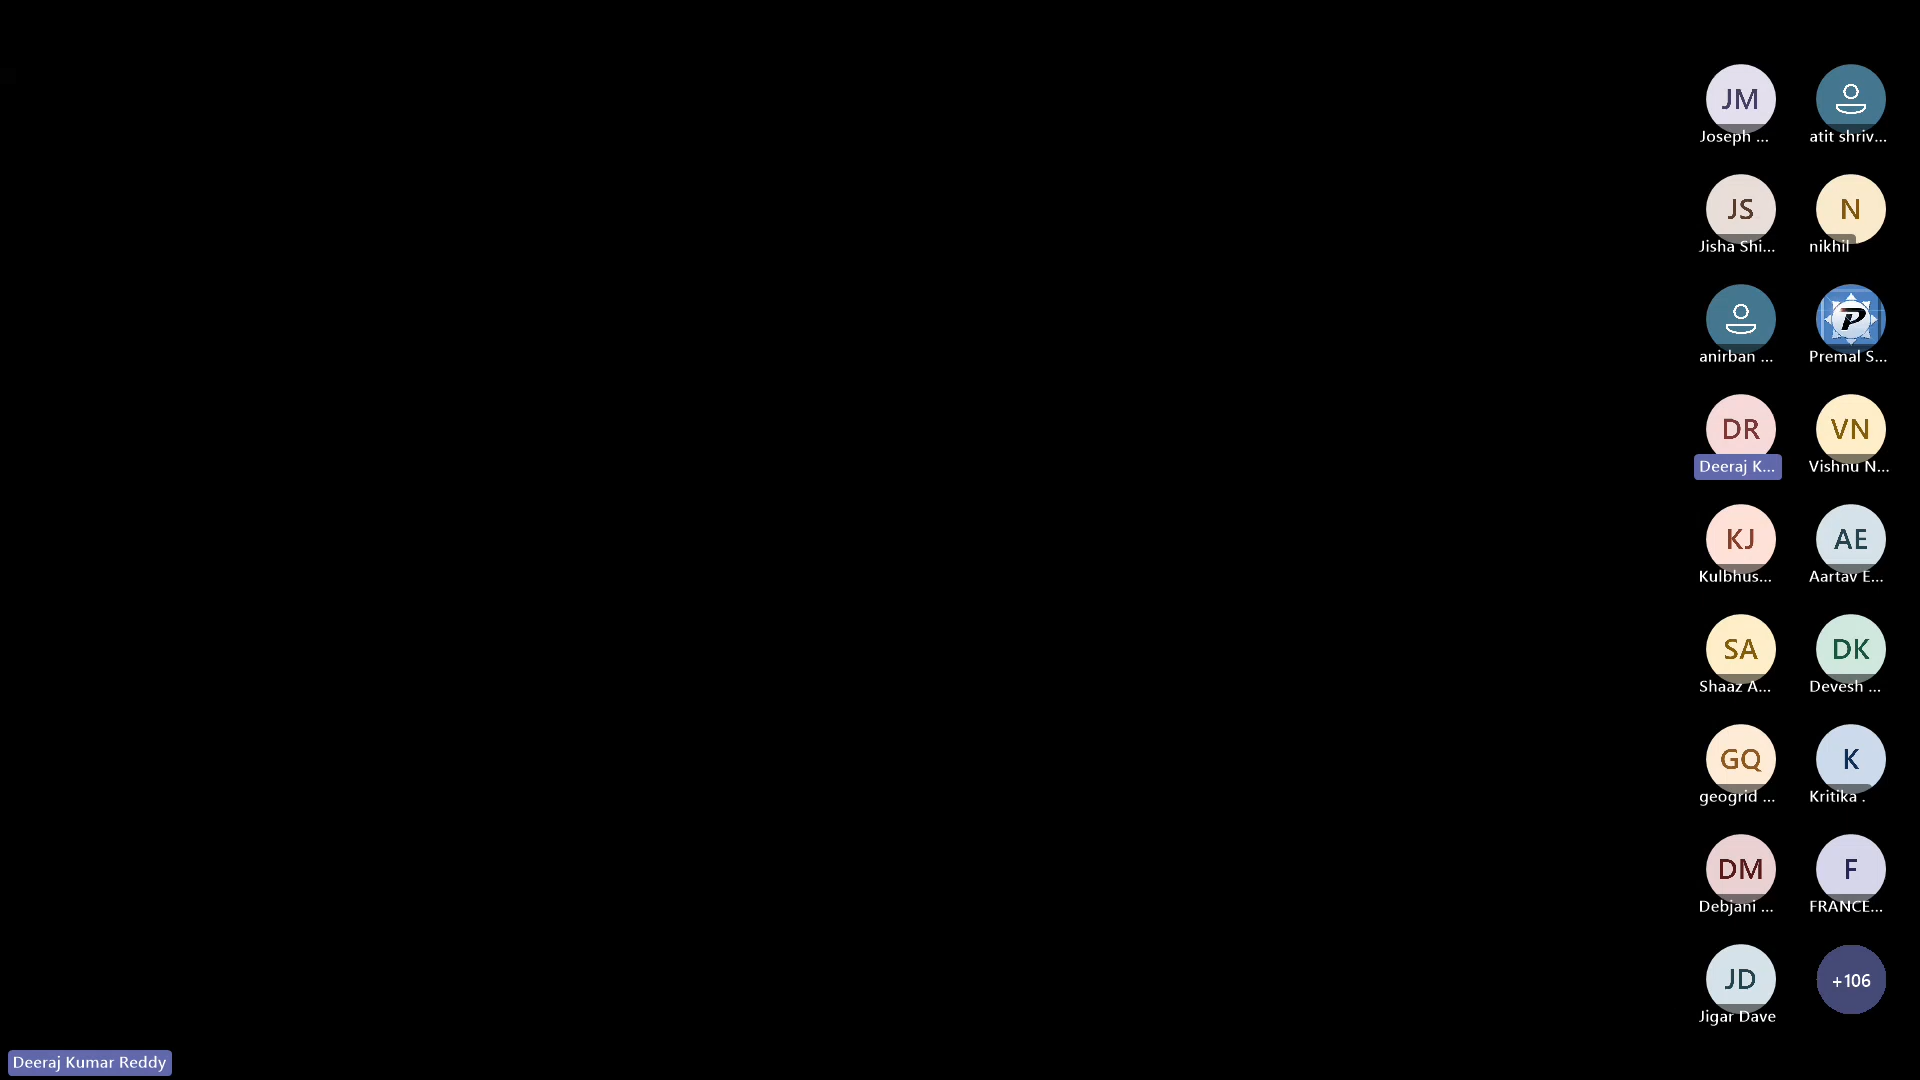 JM
Joseph ...
atit shriv...
JS
Jisha Shi...
N
nikhil
anirban ...
P
Premal S...
DR
Deeraj K...
VN
Vishnu N...
KJ
Kulbhus...
AE
Aartav E...
SA
Shaaz A...
DK
Devesh ...
GQ
geogrid ...
K
Kritika .
DM
Debjani ...
F
FRANCE...
JD
Jigar Dave
+106
Deeraj Kumar Reddy